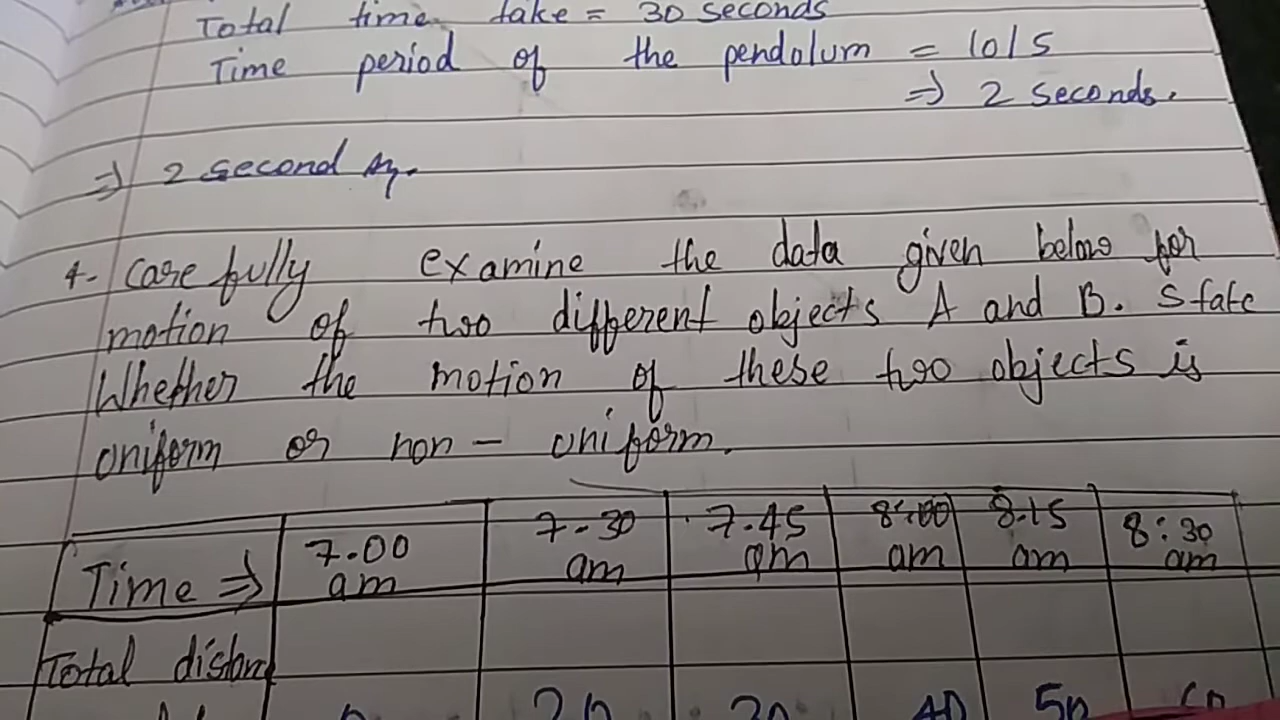 Total time take = 30 seconds
Time period of the pendolum = 10/5
⇒ 2 seconds.
⇒ 2 second
4- Carefully examine the data given below for
motion of two different objects A and B. State
Whether the motion of these two objects is
uniform or non - uniform.
Time ⇒ 7.00 am 7-30 am 7.45 am 8:00 am 8.15 am 8:30 am
Total
20 30 40 50